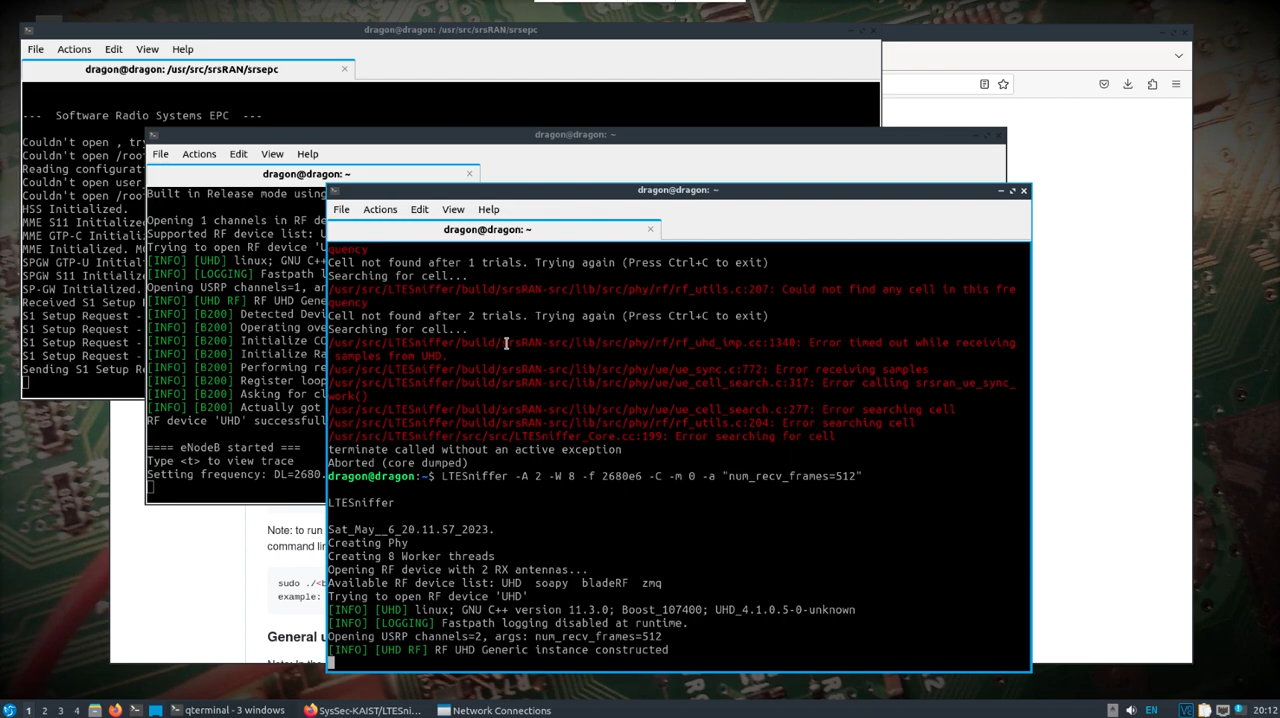 dragon@dragon: /usr/src/srsRAN/srsepc
File Actions Edit View Help
dragon@dragon: /usr/src/srsRAN/srsepc
--- Software Radio Systems EPC ---
Couldn't open , try
Couldn't open /roo
Reading configurat
Couldn't open user
Couldn't open /roo
HSS Initialized.
MME S11 Initialize
MME GTP-C Initiali
MME Initialized. M
SPGW GTP-U Initial
SPGW S11 Initializ
SP-GW Initialized.
Received S1 Setup
S1 Setup Request -
S1 Setup Request -
S1 Setup Request -
Sending S1 Setup R
dragon@dragon: ~
File Actions Edit View Help
dragon@dragon: ~
Built in Release mode using
Opening 1 channels in RF de
Supported RF device list: U
Trying to open RF device 'U
[INFO] [UHD] linux; GNU C++
[INFO] [LOGGING] Fastpath l
Opening USRP channels=1, ar
[INFO] [UHD RF] RF UHD Gene
[INFO] [B200] Detected Devi
[INFO] [B200] Operating ove
[INFO] [B200] Initialize CO
[INFO] [B200] Initialize Ra
[INFO] [B200] Performing re
[INFO] [B200] Register loop
[INFO] [B200] Asking for cl
[INFO] [B200] Actually got
RF device 'UHD' successfull
==== eNodeB started ===
Type <t> to view trace
Setting frequency: DL=2680.
dragon@dragon: ~
File Actions Edit View Help
dragon@dragon: ~
quency
Cell not found after 1 trials. Trying again (Press Ctrl+C to exit)
Searching for cell...
/usr/src/LTESniffer/build/srsRAN-src/lib/src/phy/rf/rf_utils.c:207: Could not find any cell in this fre
quency
Cell not found after 2 trials. Trying again (Press Ctrl+C to exit)
Searching for cell...
/usr/src/LTESniffer/build/srsRAN-src/lib/src/phy/rf/rf_uhd_imp.cc:1340: Error timed out while receiving
 samples from UHD.
/usr/src/LTESniffer/build/srsRAN-src/lib/src/phy/ue/ue_sync.c:772: Error receiving samples
/usr/src/LTESniffer/build/srsRAN-src/lib/src/phy/ue/ue_cell_search.c:317: Error calling srsran_ue_sync_
work()
/usr/src/LTESniffer/build/srsRAN-src/lib/src/phy/ue/ue_cell_search.c:277: Error searching cell
/usr/src/LTESniffer/build/srsRAN-src/lib/src/phy/rf/rf_utils.c:204: Error searching cell
/usr/src/LTESniffer/src/src/LTESniffer_Core.cc:199: Error searching for cell
terminate called without an active exception
Aborted (core dumped)
dragon@dragon:~$ LTESniffer -A 2 -W 8 -f 2680e6 -C -m 0 -a "num_recv_frames=512"
LTESniffer
Sat_May__6_20.11.57_2023.
Creating Phy
Creating 8 Worker threads
Opening RF device with 2 RX antennas...
Available RF device list: UHD soapy bladeRF zmq
Trying to open RF device 'UHD'
[INFO] [UHD] linux; GNU C++ version 11.3.0; Boost_107400; UHD_4.1.0.5-0-unknown
[INFO] [LOGGING] Fastpath logging disabled at runtime.
Opening USRP channels=2, args: num_recv_frames=512
[INFO] [UHD RF] RF UHD Generic instance constructed
Note: to run
command lin
sudo ./<b
example:
General u
1 2 3 4 qterminal - 3 windows SysSec-KAIST/LTESni... Network Connections EN 20:12